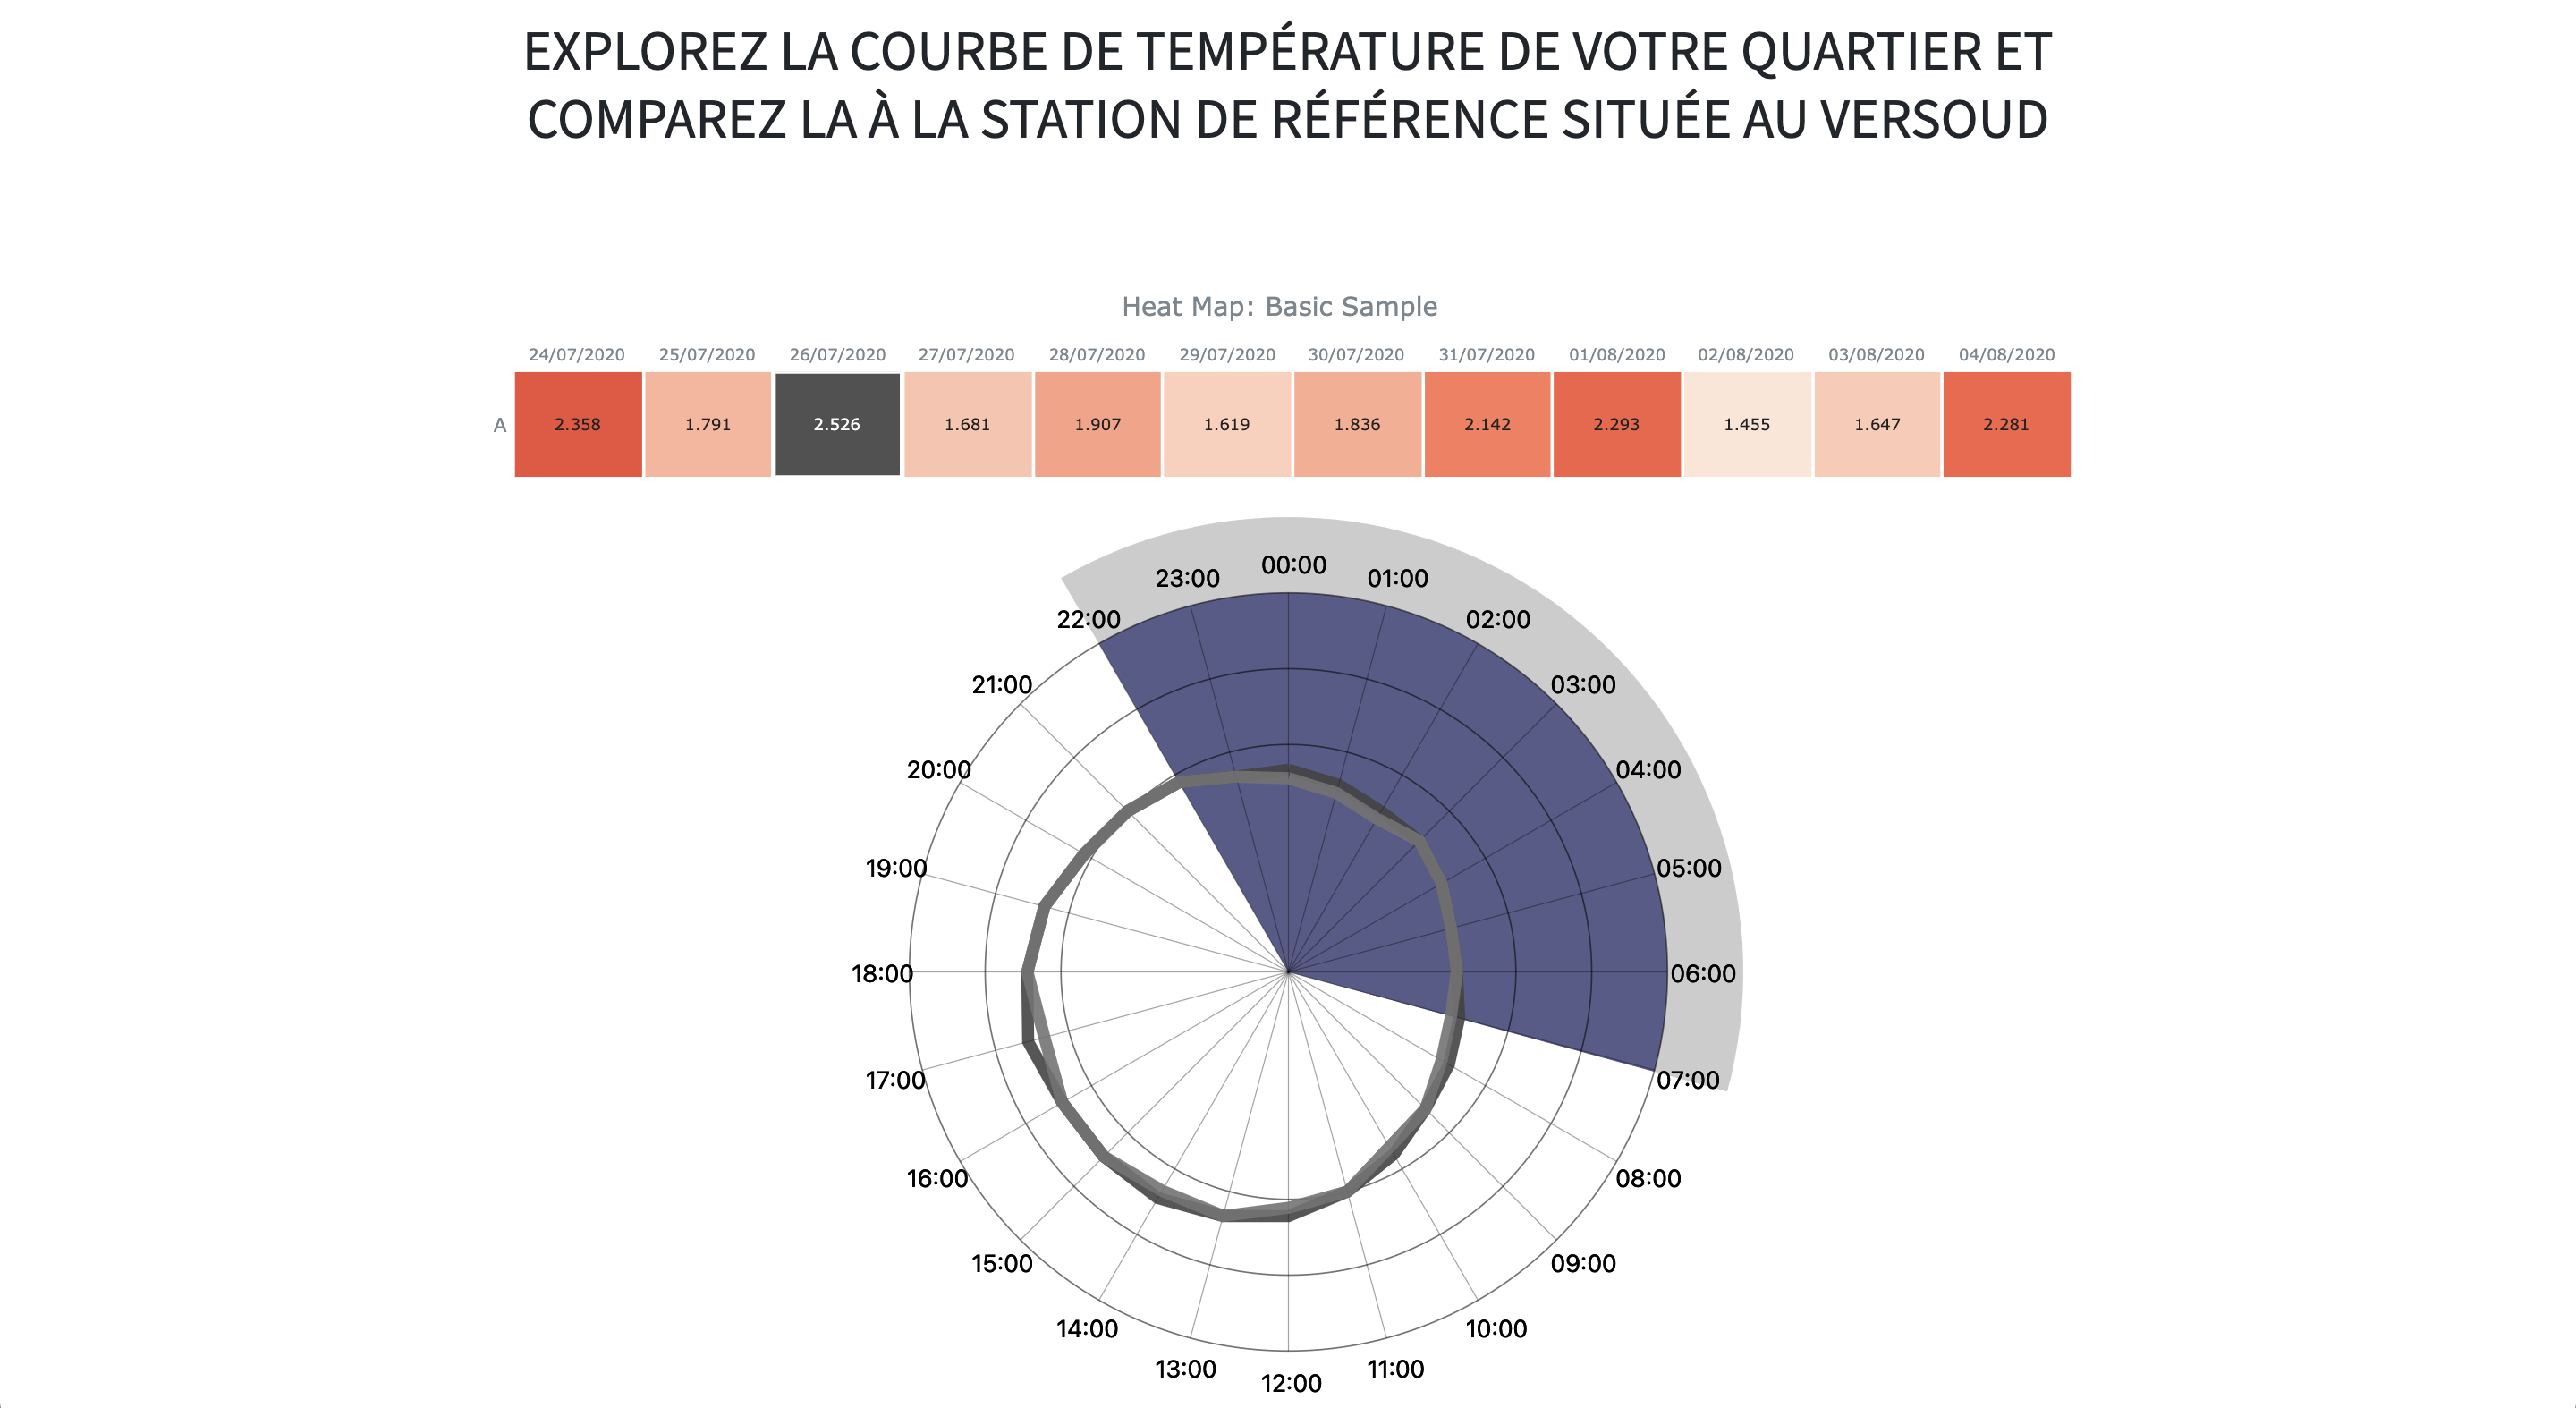 EXPLOREZ LA COURBE DE TEMPÉRATURE DE VOTRE QUARTIER ET
COMPAREZ LA À LA STATION DE RÉFÉRENCE SITUÉE AU VERSOUD
Heat Map: Basic Sample
24/07/2020 25/07/2020 26/07/2020 27/07/2020 28/07/2020 29/07/2020 30/07/2020 31/07/2020 01/08/2020 02/08/2020 03/08/2020 04/08/2020
A 2.358 1.791 2.526 1.681 1.907 1.619 1.836 2.142 2.293 1.455 1.647 2.281
00:00
23:00 01:00
22:00 02:00
21:00 03:00
20:00 04:00
19:00 05:00
18:00 06:00
17:00 07:00
16:00 08:00
15:00 09:00
14:00 10:00
13:00 11:00
12:00